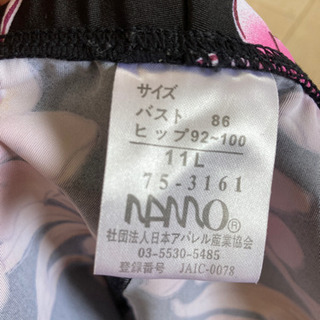 サイズ
バスト 86
ヒップ92~100
11L
75-3161
NAMO®
社団法人日本アパレル産業協会
03-5530-5485
登録番号 JAIC-0078